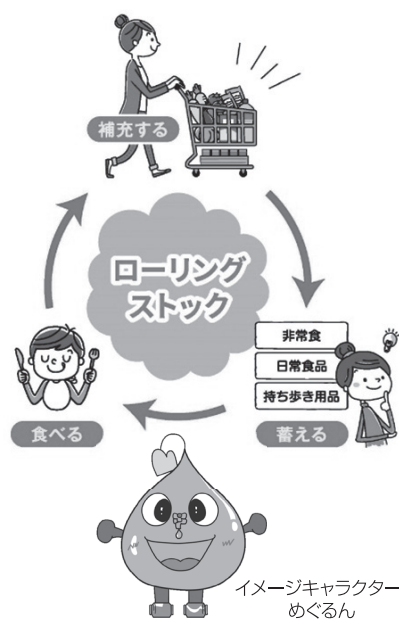 補充する
ローリング
ストック
非常食
日常食品
持ち歩き用品
蓄える
食べる
イメージキャラクター
めぐるん